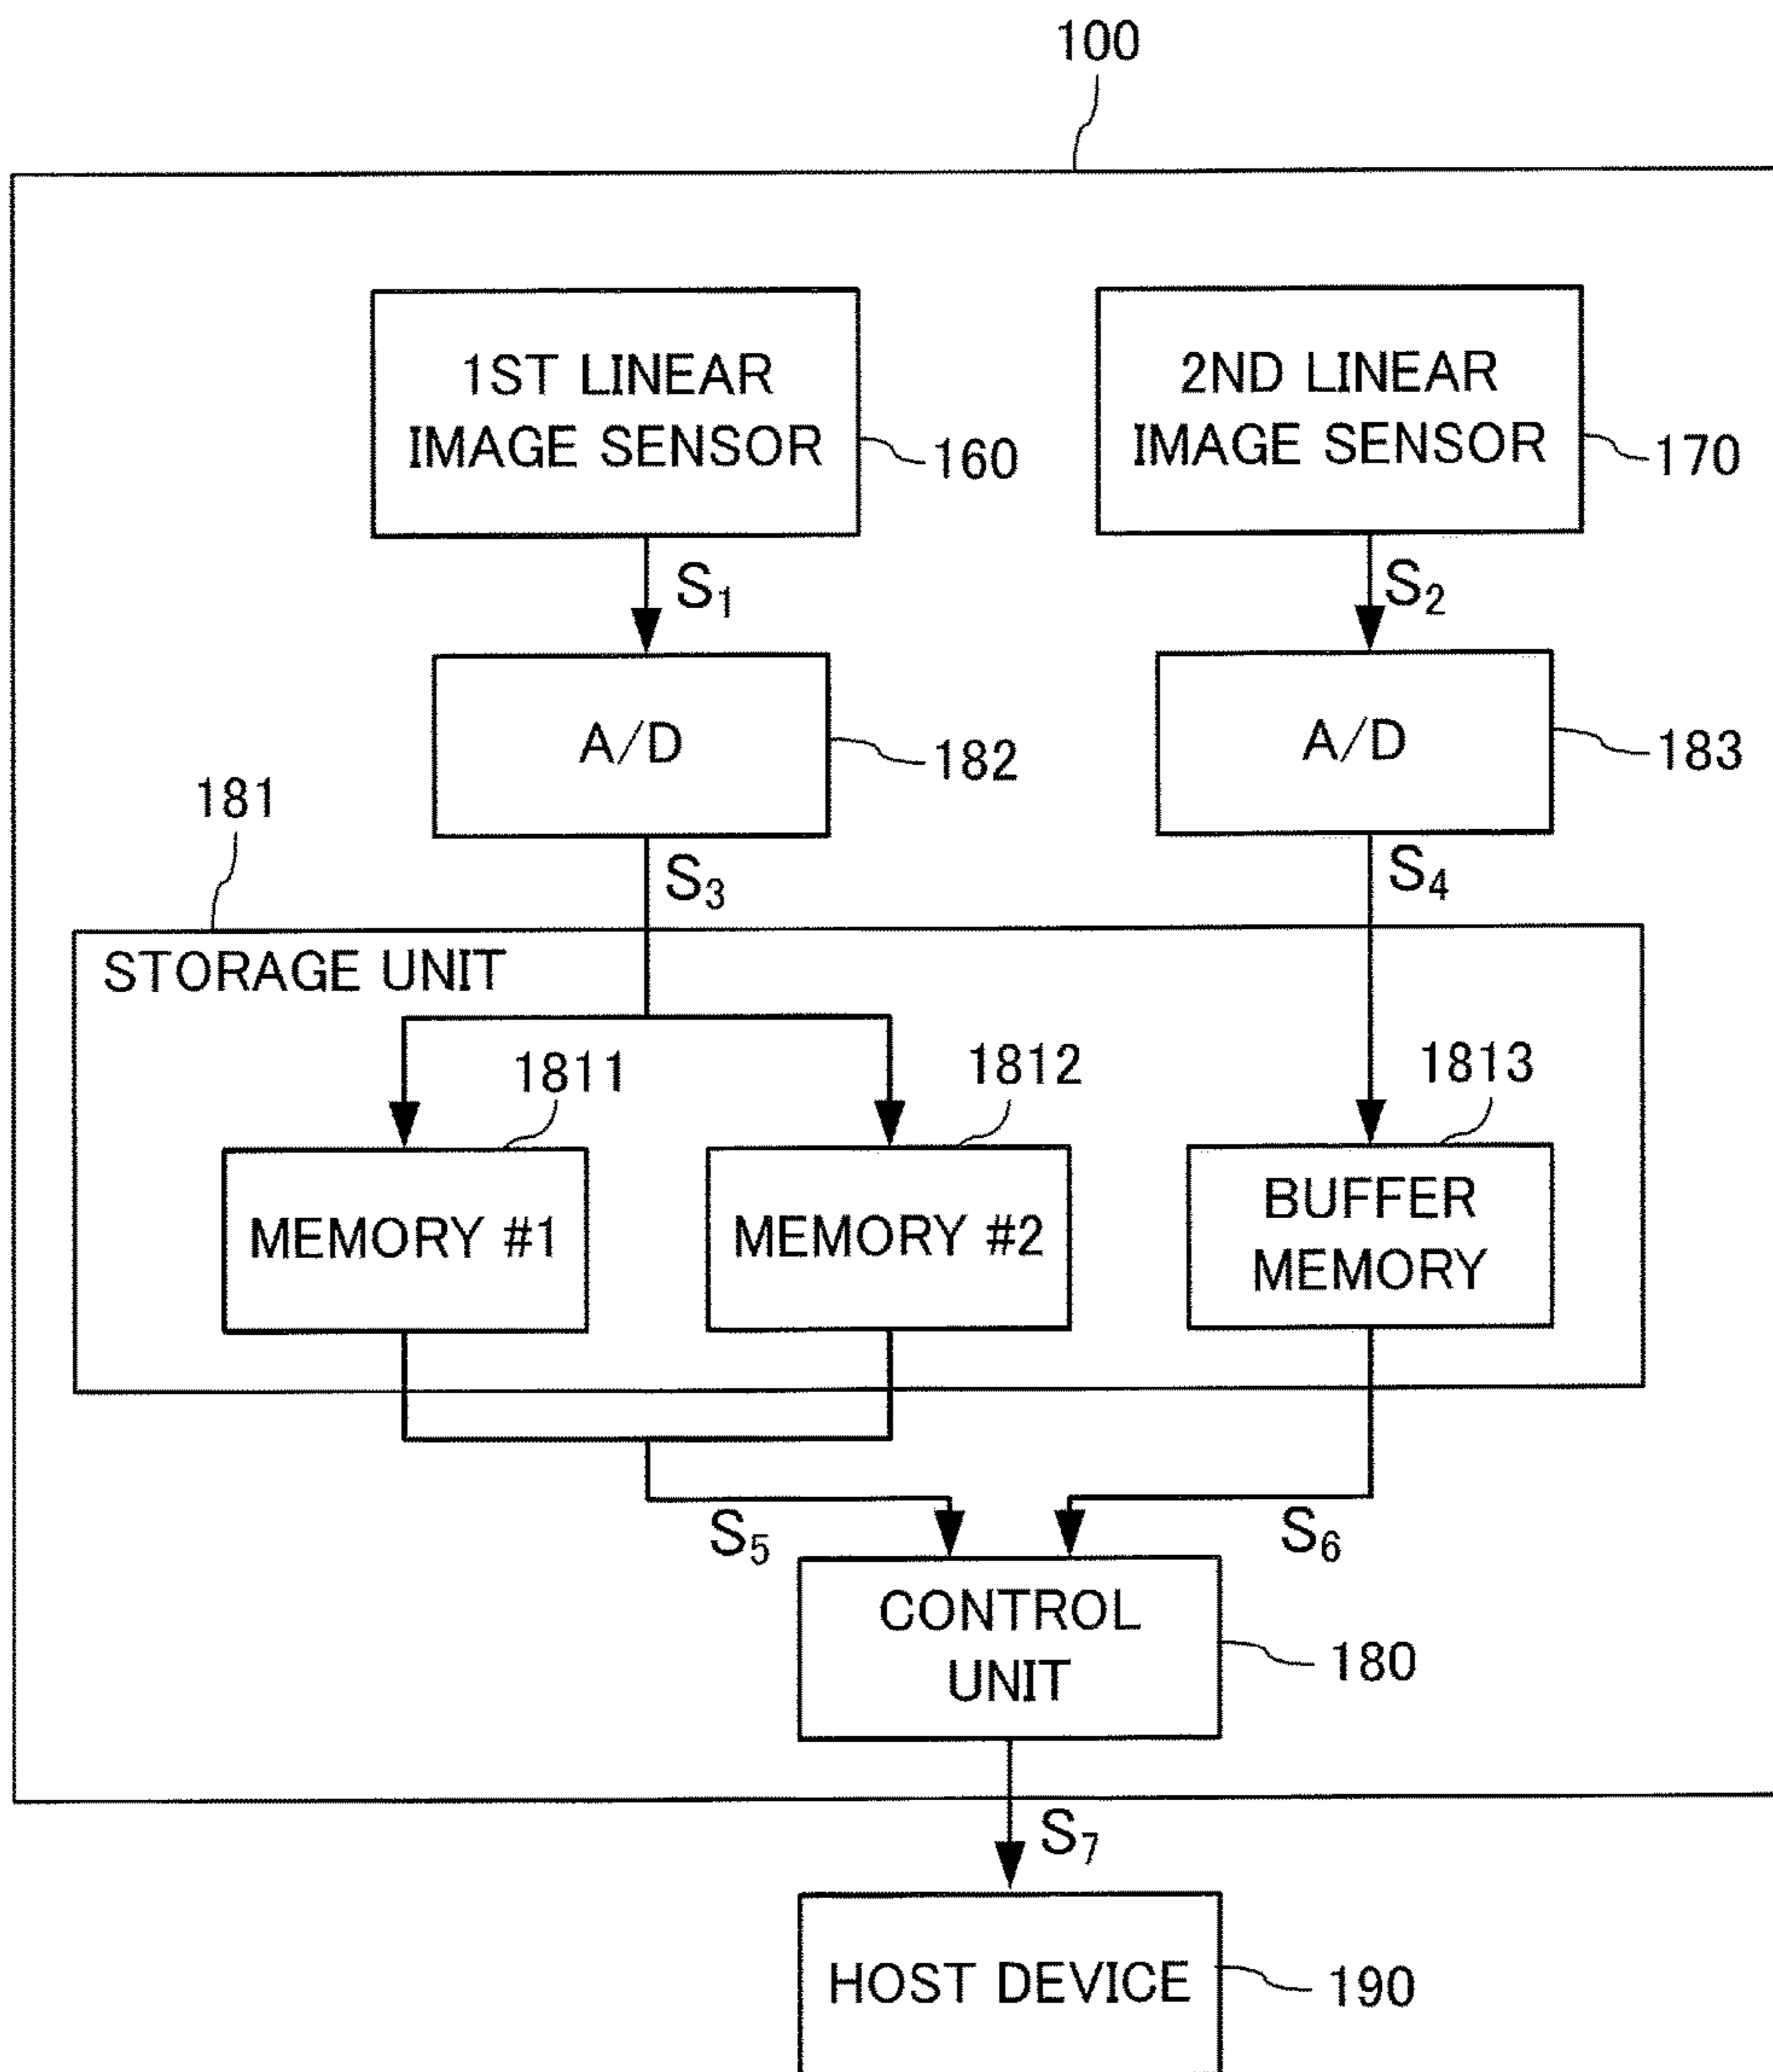 100
1ST LINEAR
IMAGE SENSOR
160
2ND LINEAR
IMAGE SENSOR
170
S1
S2
A/D
182
A/D
183
181
S3
S4
STORAGE UNIT
1811
1812
1813
MEMORY #1
MEMORY #2
BUFFER
MEMORY
S5
S6
CONTROL
UNIT
180
S7
HOST DEVICE
190